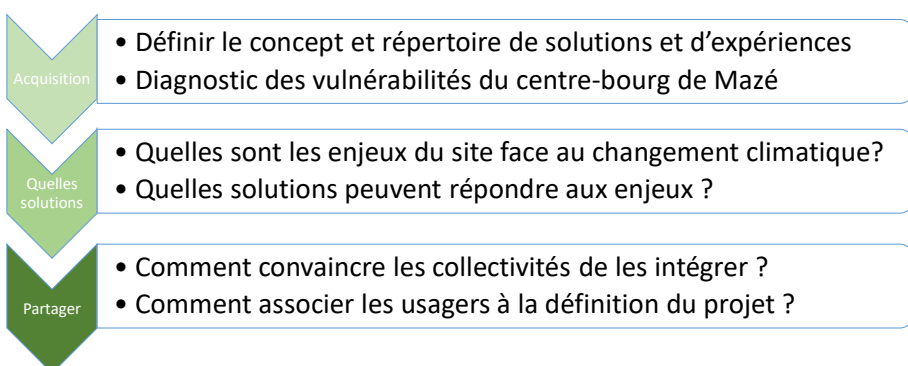 Acquisition
• Définir le concept et répertoire de solutions et d’expériences
• Diagnostic des vulnérabilités du centre-bourg de Mazé
Quelles
solutions
• Quelles sont les enjeux du site face au changement climatique?
• Quelles solutions peuvent répondre aux enjeux ?
Partager
• Comment convaincre les collectivités de les intégrer ?
• Comment associer les usagers à la définition du projet ?